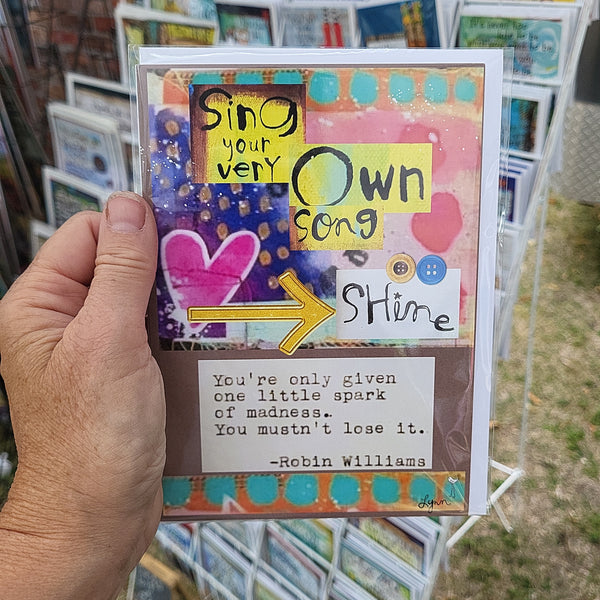 Sing
your
very
Own
song
SHine
You're only given
one little spark
of madness.
You mustn't lose it.
-Robin Williams
Lynn